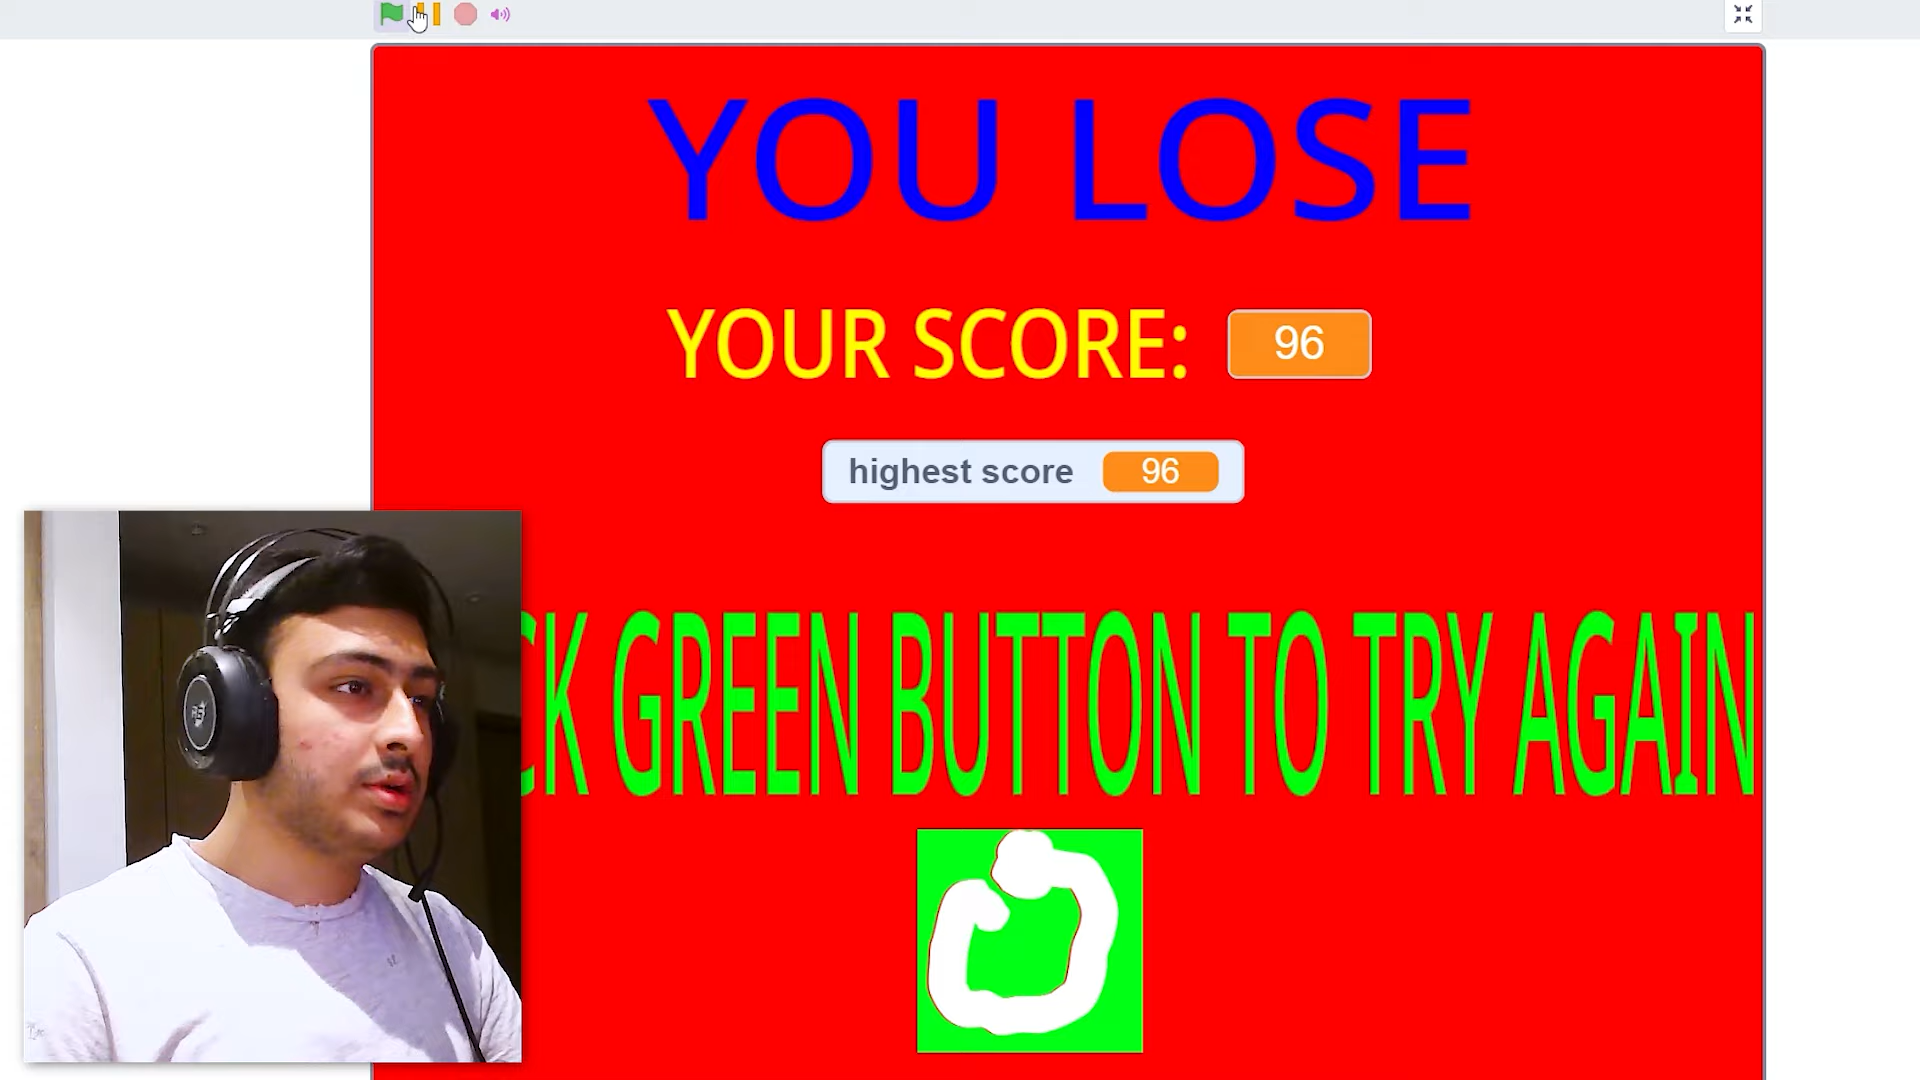 YOU LOSE
YOUR SCORE: 96
highest score 96
CK GREEN BUTTON TO TRY AGAIN